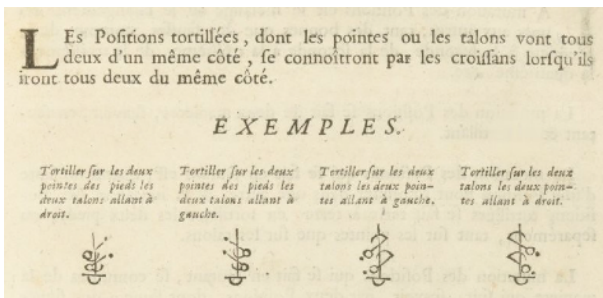 LEs Poſitions tortillées, dont les pointes ou les talons vont tous
deux d'un même côté, ſe connoîtront par les croiſſans lorſqu'ils
iront tous deux du même côté.
EXEMPLES.
Tortiller ſur les deux
pointes des pieds les
deux talons allant à
droit.
Tortiller ſur les deux
pointes des pieds les
deux talons allant à
gauche.
Tortiller ſur les deux
talons les deux poin-
tes allant à gauche.
Tortiller ſur les deux
talons les deux poin-
tes allant à droit.